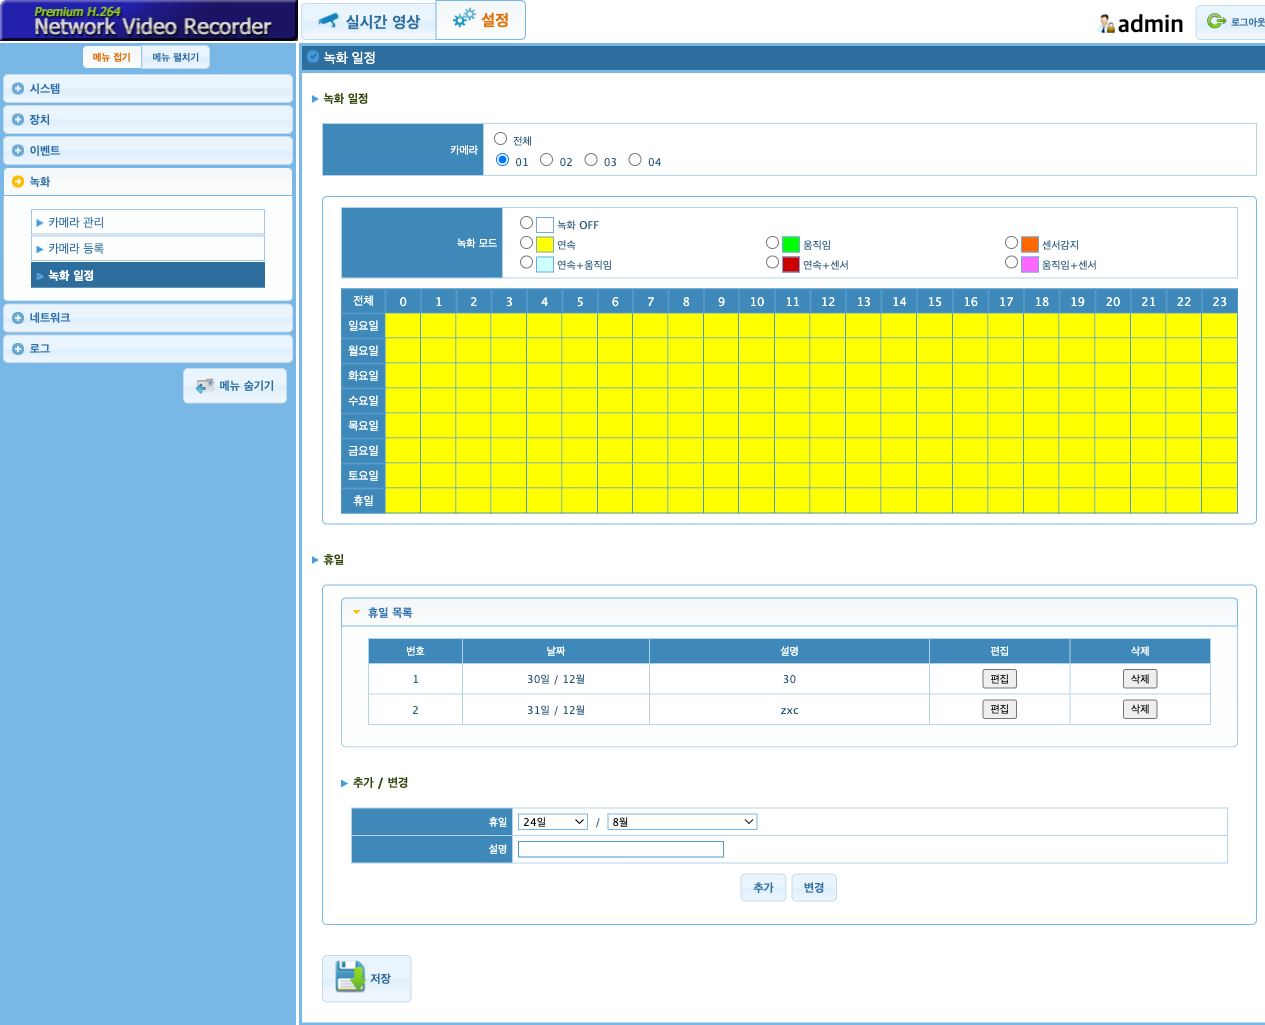 Premium H.264
Network Video Recorder
실시간 영상
설정
admin
로그아웃
메뉴 접기 메뉴 펼치기
시스템
장치
이벤트
녹화
카메라 관리
카메라 등록
녹화 일정
네트워크
로그
메뉴 숨기기
녹화 일정
녹화 일정
카메라
전체
01 02 03 04
녹화 모드
녹화 OFF
연속 움직임 센서감지
연속+움직임 연속+센서 움직임+센서
전체 0 1 2 3 4 5 6 7 8 9 10 11 12 13 14 15 16 17 18 19 20 21 22 23
일요일
월요일
화요일
수요일
목요일
금요일
토요일
휴일
휴일
휴일 목록
번호 날짜 설명 편집 삭제
1 30일 / 12월 30 편집 삭제
2 31일 / 12월 zxc 편집 삭제
추가 / 변경
휴일 24일 / 8월
설명
추가 변경
저장